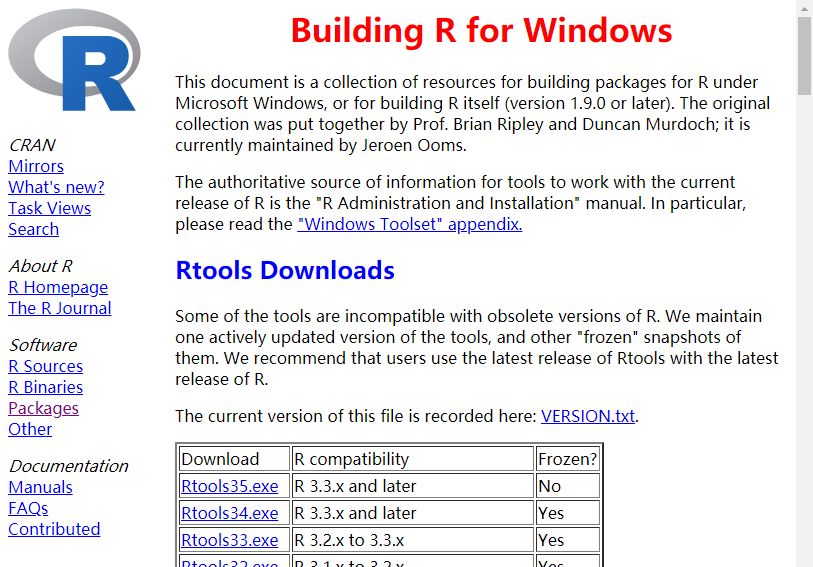 R
CRAN
Mirrors
What's new?
Task Views
Search
About R
R Homepage
The R Journal
Software
R Sources
R Binaries
Packages
Other
Documentation
Manuals
FAQs
Contributed
Building R for Windows
This document is a collection of resources for building packages for R under
Microsoft Windows, or for building R itself (version 1.9.0 or later). The original
collection was put together by Prof. Brian Ripley and Duncan Murdoch; it is
currently maintained by Jeroen Ooms.
The authoritative source of information for tools to work with the current
release of R is the "R Administration and Installation" manual. In particular,
please read the "Windows Toolset" appendix.
Rtools Downloads
Some of the tools are incompatible with obsolete versions of R. We maintain
one actively updated version of the tools, and other "frozen" snapshots of
them. We recommend that users use the latest release of Rtools with the latest
release of R.
The current version of this file is recorded here: VERSION.txt.
Download R compatibility Frozen?
Rtools35.exe R 3.3.x and later No
Rtools34.exe R 3.3.x and later Yes
Rtools33.exe R 3.2.x to 3.3.x Yes
Rtools32.exe R 3.1.x to 3.2.x Yes